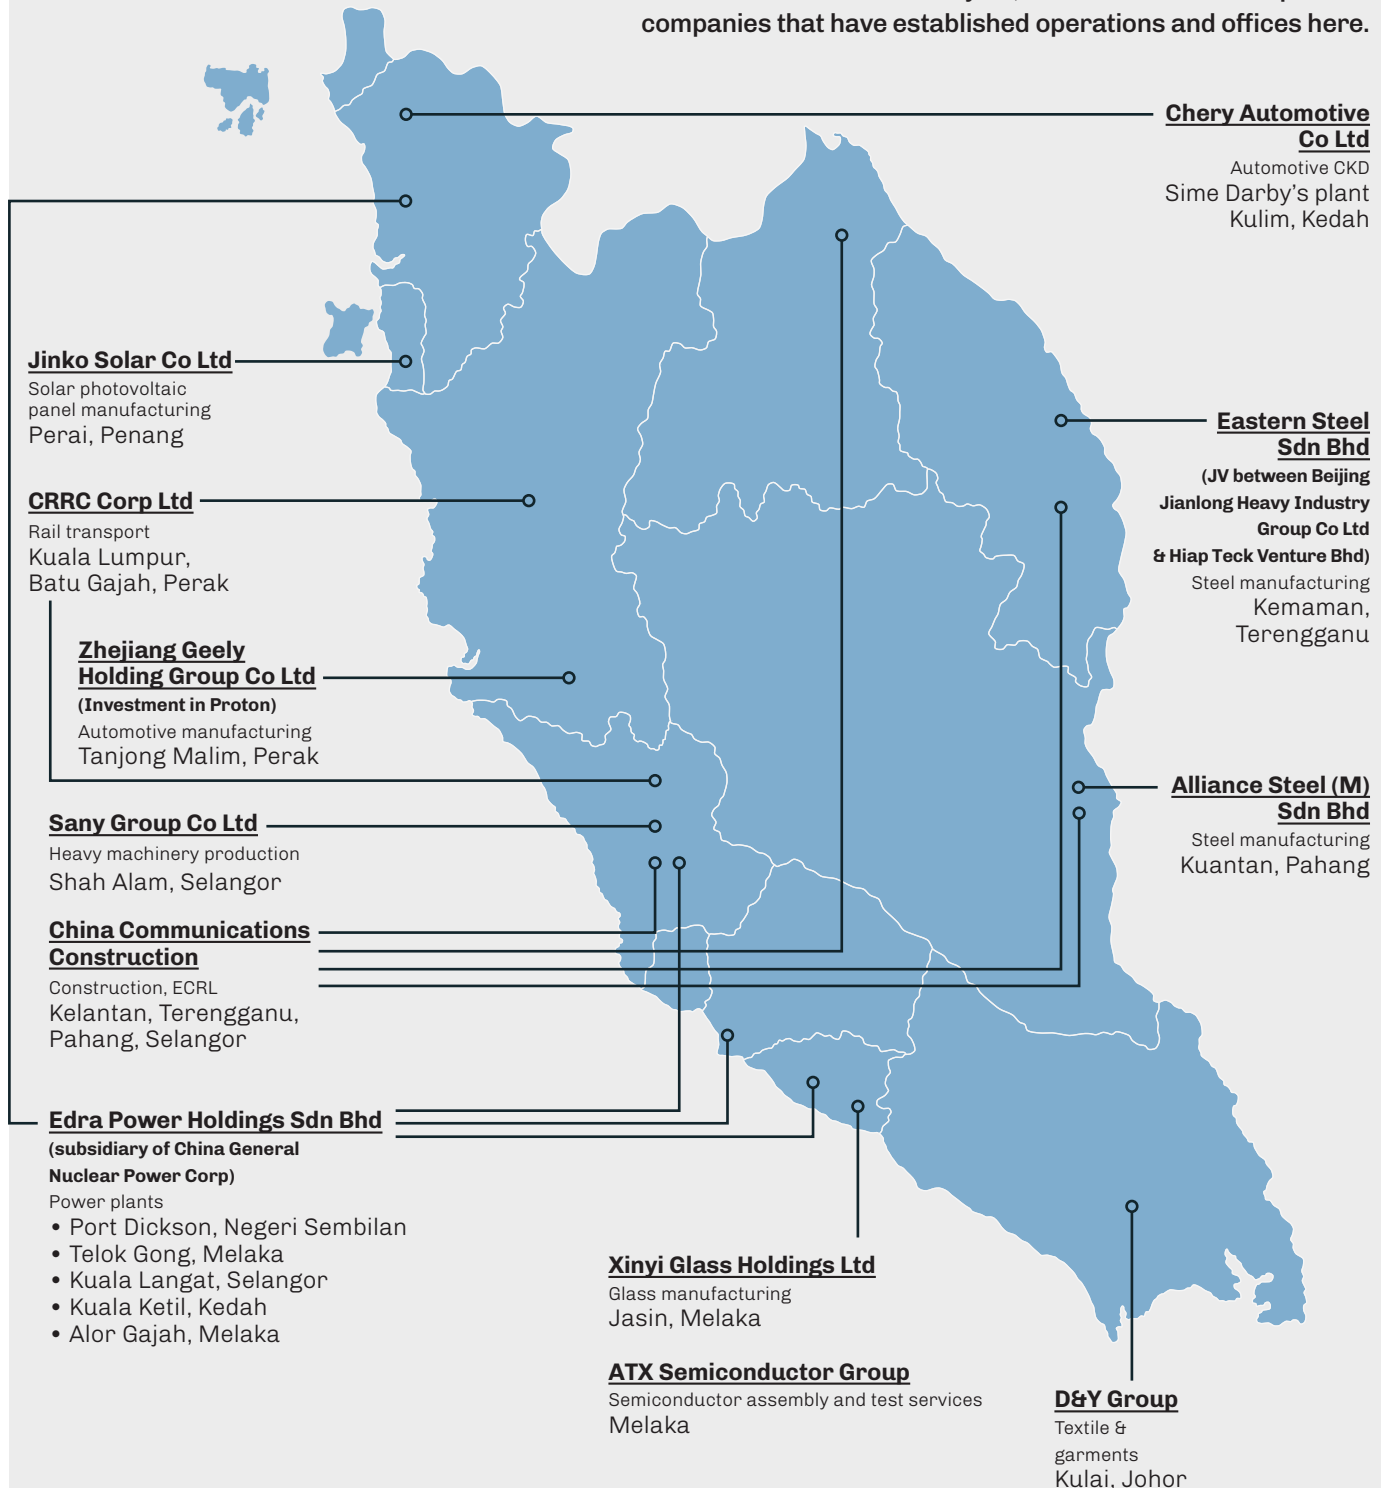 companies that have established operations and offices here.
Chery Automotive
Co Ltd
Automotive CKD
Sime Darby’s plant
Kulim, Kedah
Jinko Solar Co Ltd
Solar photovoltaic
panel manufacturing
Perai, Penang
Eastern Steel
Sdn Bhd
(JV between Beijing
Jianlong Heavy Industry
Group Co Ltd
& Hiap Teck Venture Bhd)
Steel manufacturing
Kemaman,
Terengganu
CRRC Corp Ltd
Rail transport
Kuala Lumpur,
Batu Gajah, Perak
Zhejiang Geely
Holding Group Co Ltd
(Investment in Proton)
Automotive manufacturing
Tanjong Malim, Perak
Alliance Steel (M)
Sdn Bhd
Steel manufacturing
Kuantan, Pahang
Sany Group Co Ltd
Heavy machinery production
Shah Alam, Selangor
China Communications
Construction
Construction, ECRL
Kelantan, Terengganu,
Pahang, Selangor
Edra Power Holdings Sdn Bhd
(subsidiary of China General
Nuclear Power Corp)
Power plants
• Port Dickson, Negeri Sembilan
• Telok Gong, Melaka
• Kuala Langat, Selangor
• Kuala Ketil, Kedah
• Alor Gajah, Melaka
Xinyi Glass Holdings Ltd
Glass manufacturing
Jasin, Melaka
ATX Semiconductor Group
Semiconductor assembly and test services
Melaka
D&Y Group
Textile &
garments
Kulai, Johor